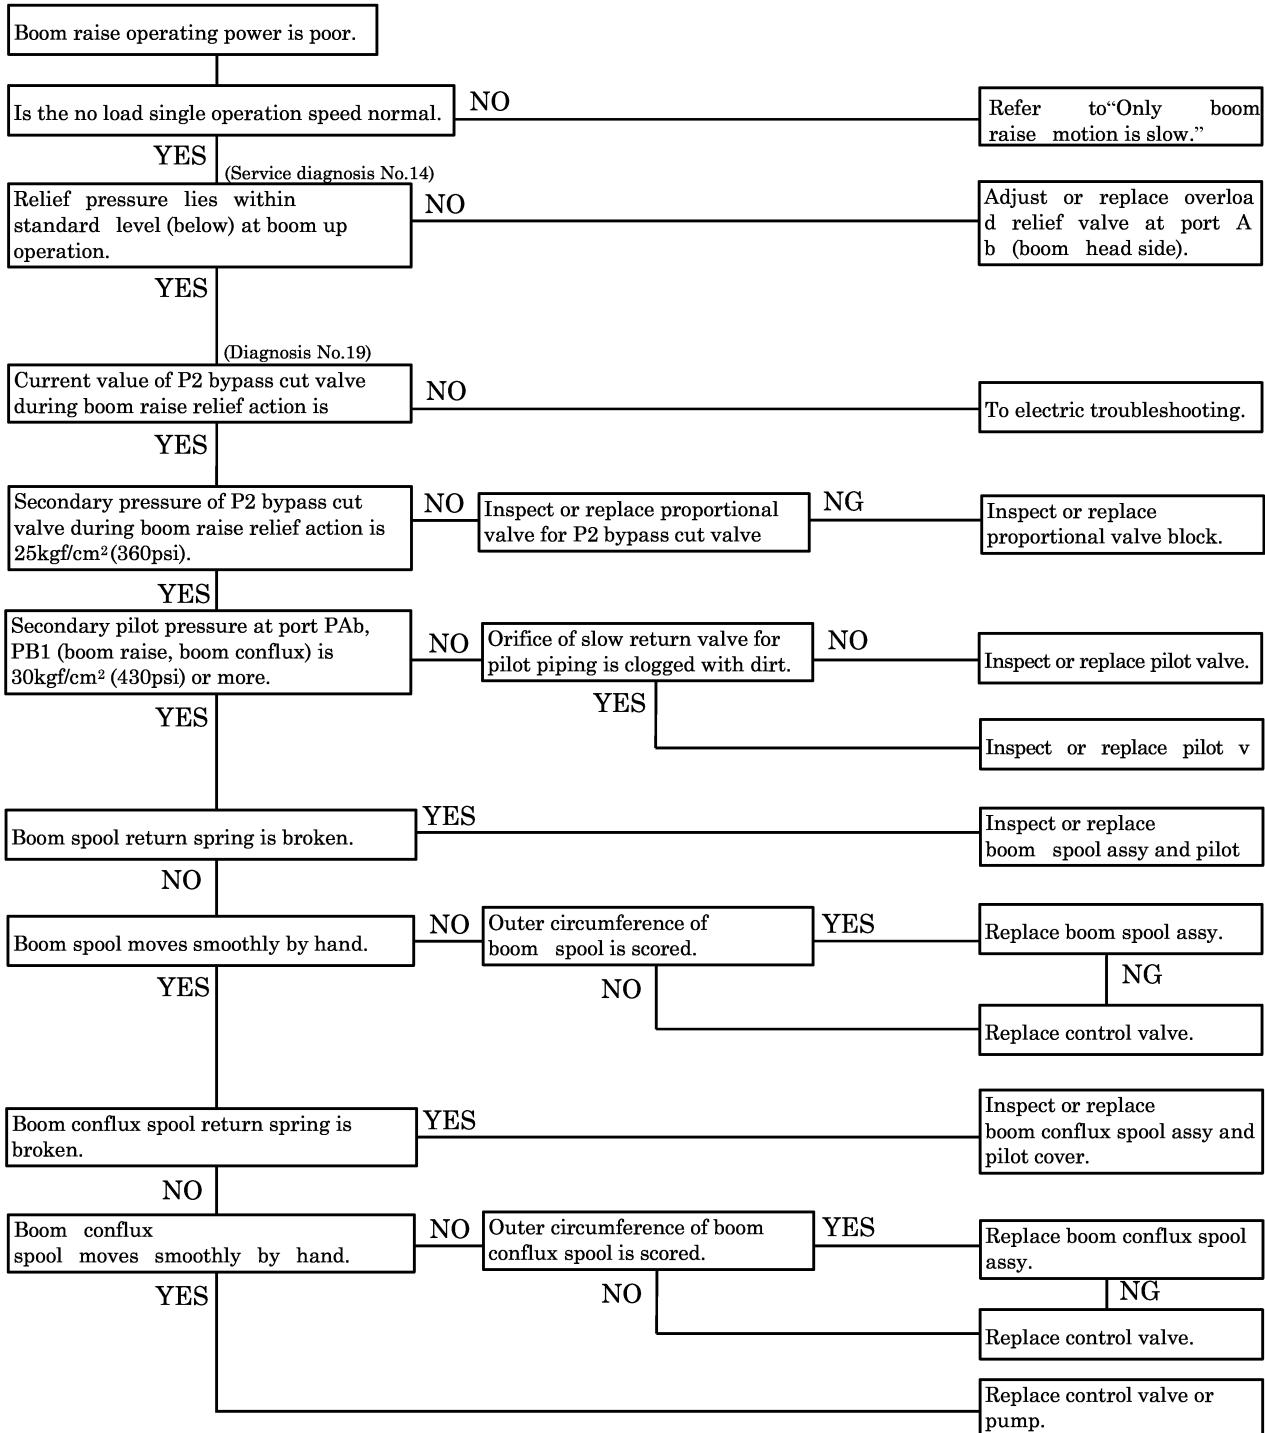 Boom raise operating power is poor.
Is the no load single operation speed normal.
NO
Refer to“Only boom
raise motion is slow.”
YES
(Service diagnosis No.14)
Relief pressure lies within
standard level (below) at boom up
operation.
NO
Adjust or replace overloa
d relief valve at port A
b (boom head side).
YES
(Diagnosis No.19)
Current value of P2 bypass cut valve
during boom raise relief action is
NO
To electric troubleshooting.
YES
Secondary pressure of P2 bypass cut
valve during boom raise relief action is
25kgf/cm² (360psi).
NO
Inspect or replace proportional
valve for P2 bypass cut valve
NG
Inspect or replace
proportional valve block.
YES
Secondary pilot pressure at port PAb,
PB1 (boom raise, boom conflux) is
30kgf/cm² (430psi) or more.
NO
Orifice of slow return valve for
pilot piping is clogged with dirt.
NO
Inspect or replace pilot valve.
YES
YES
Inspect or replace pilot v
Boom spool return spring is broken.
YES
Inspect or replace
boom spool assy and pilot
NO
Boom spool moves smoothly by hand.
NO
Outer circumference of
boom spool is scored.
YES
Replace boom spool assy.
YES
NO
NG
Replace control valve.
Boom conflux spool return spring is
broken.
YES
Inspect or replace
boom conflux spool assy and
pilot cover.
NO
Boom conflux
spool moves smoothly by hand.
NO
Outer circumference of boom
conflux spool is scored.
YES
Replace boom conflux spool
assy.
YES
NO
NG
Replace control valve.
Replace control valve or
pump.